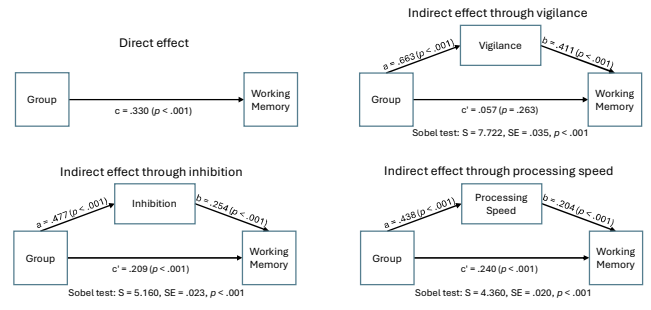 Direct effect
Group
Working
Memory
c = .330 (p < .001)
Indirect effect through vigilance
a = .663 (p < .001)
Vigilance
b = .411 (p < .001)
Group
Working
Memory
c' = .057 (p = .263)
Sobel test: S = 7.722, SE = .035, p < .001
Indirect effect through inhibition
a = .477 (p < .001)
Inhibition
b = .254 (p < .001)
Group
Working
Memory
c' = .209 (p < .001)
Sobel test: S = 5.160, SE = .023, p < .001
Indirect effect through processing speed
a = .438 (p < .001)
Processing
Speed
b = .204 (p < .001)
Group
Working
Memory
c' = .240 (p < .001)
Sobel test: S = 4.360, SE = .020, p < .001